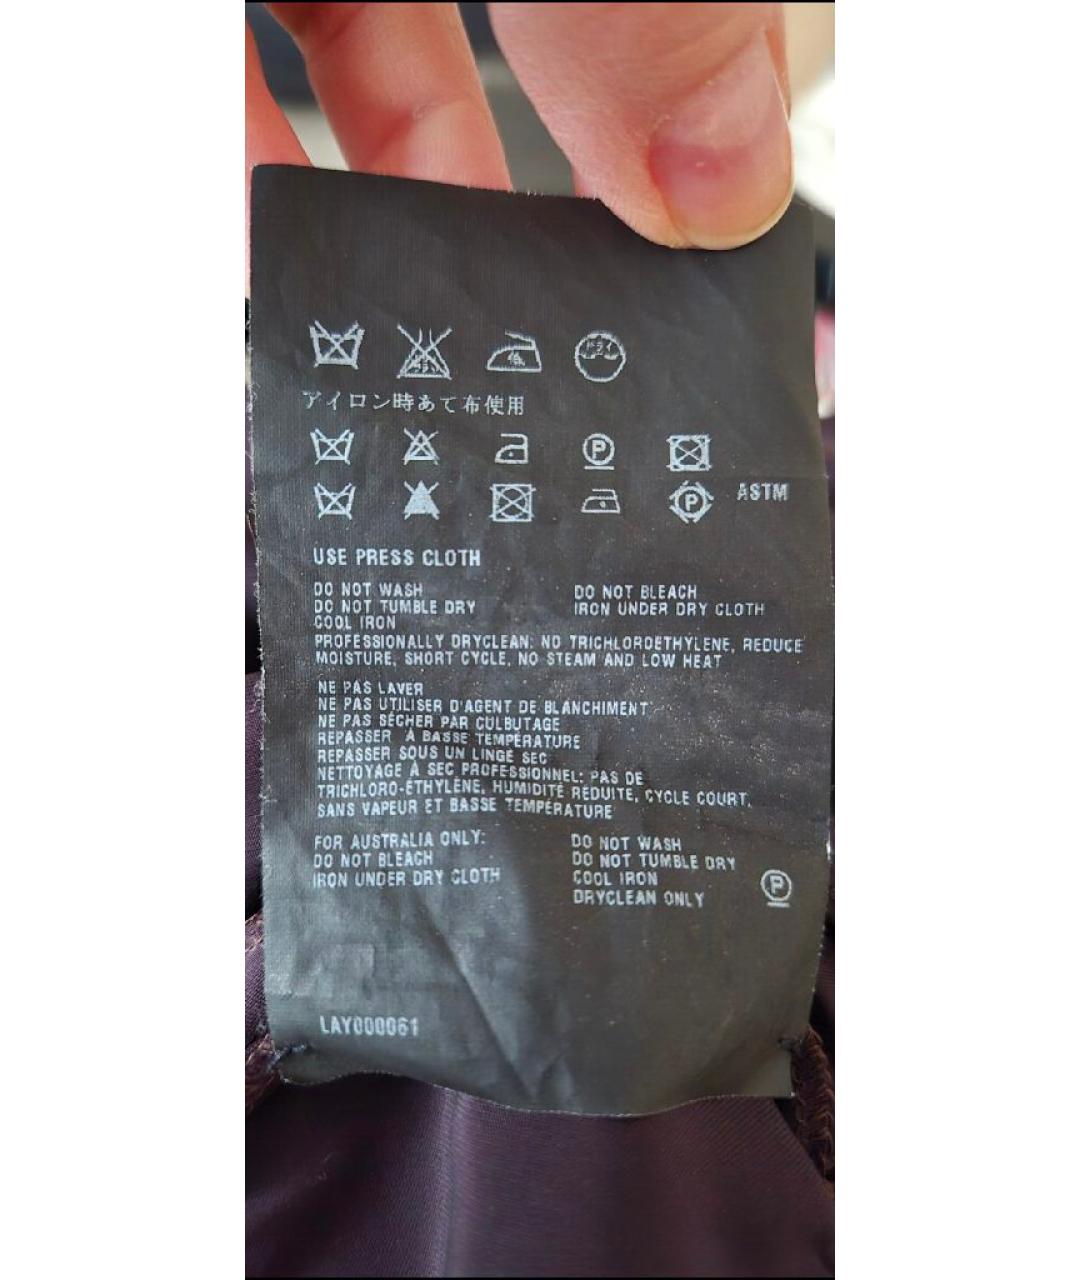 ドライ
アイロン時あて布使用
P
P ASTM
USE PRESS CLOTH
DO NOT WASH DO NOT BLEACH
DO NOT TUMBLE DRY IRON UNDER DRY CLOTH
COOL IRON
PROFESSIONALLY DRYCLEAN: NO TRICHLOROETHYLENE, REDUCE
MOISTURE, SHORT CYCLE, NO STEAM AND LOW HEAT
NE PAS LAVER
NE PAS UTILISER D'AGENT DE BLANCHIMENT
NE PAS SÉCHER PAR CULBUTAGE
REPASSER À BASSE TEMPÉRATURE
REPASSER SOUS UN LINGE SEC
NETTOYAGE À SEC PROFESSIONNEL: PAS DE
TRICHLORO-ÉTHYLÈNE, HUMIDITÉ RÉDUITE, CYCLE COURT,
SANS VAPEUR ET BASSE TEMPÉRATURE
FOR AUSTRALIA ONLY: DO NOT WASH
DO NOT BLEACH DO NOT TUMBLE DRY
IRON UNDER DRY CLOTH COOL IRON
DRYCLEAN ONLY P
LAY000061